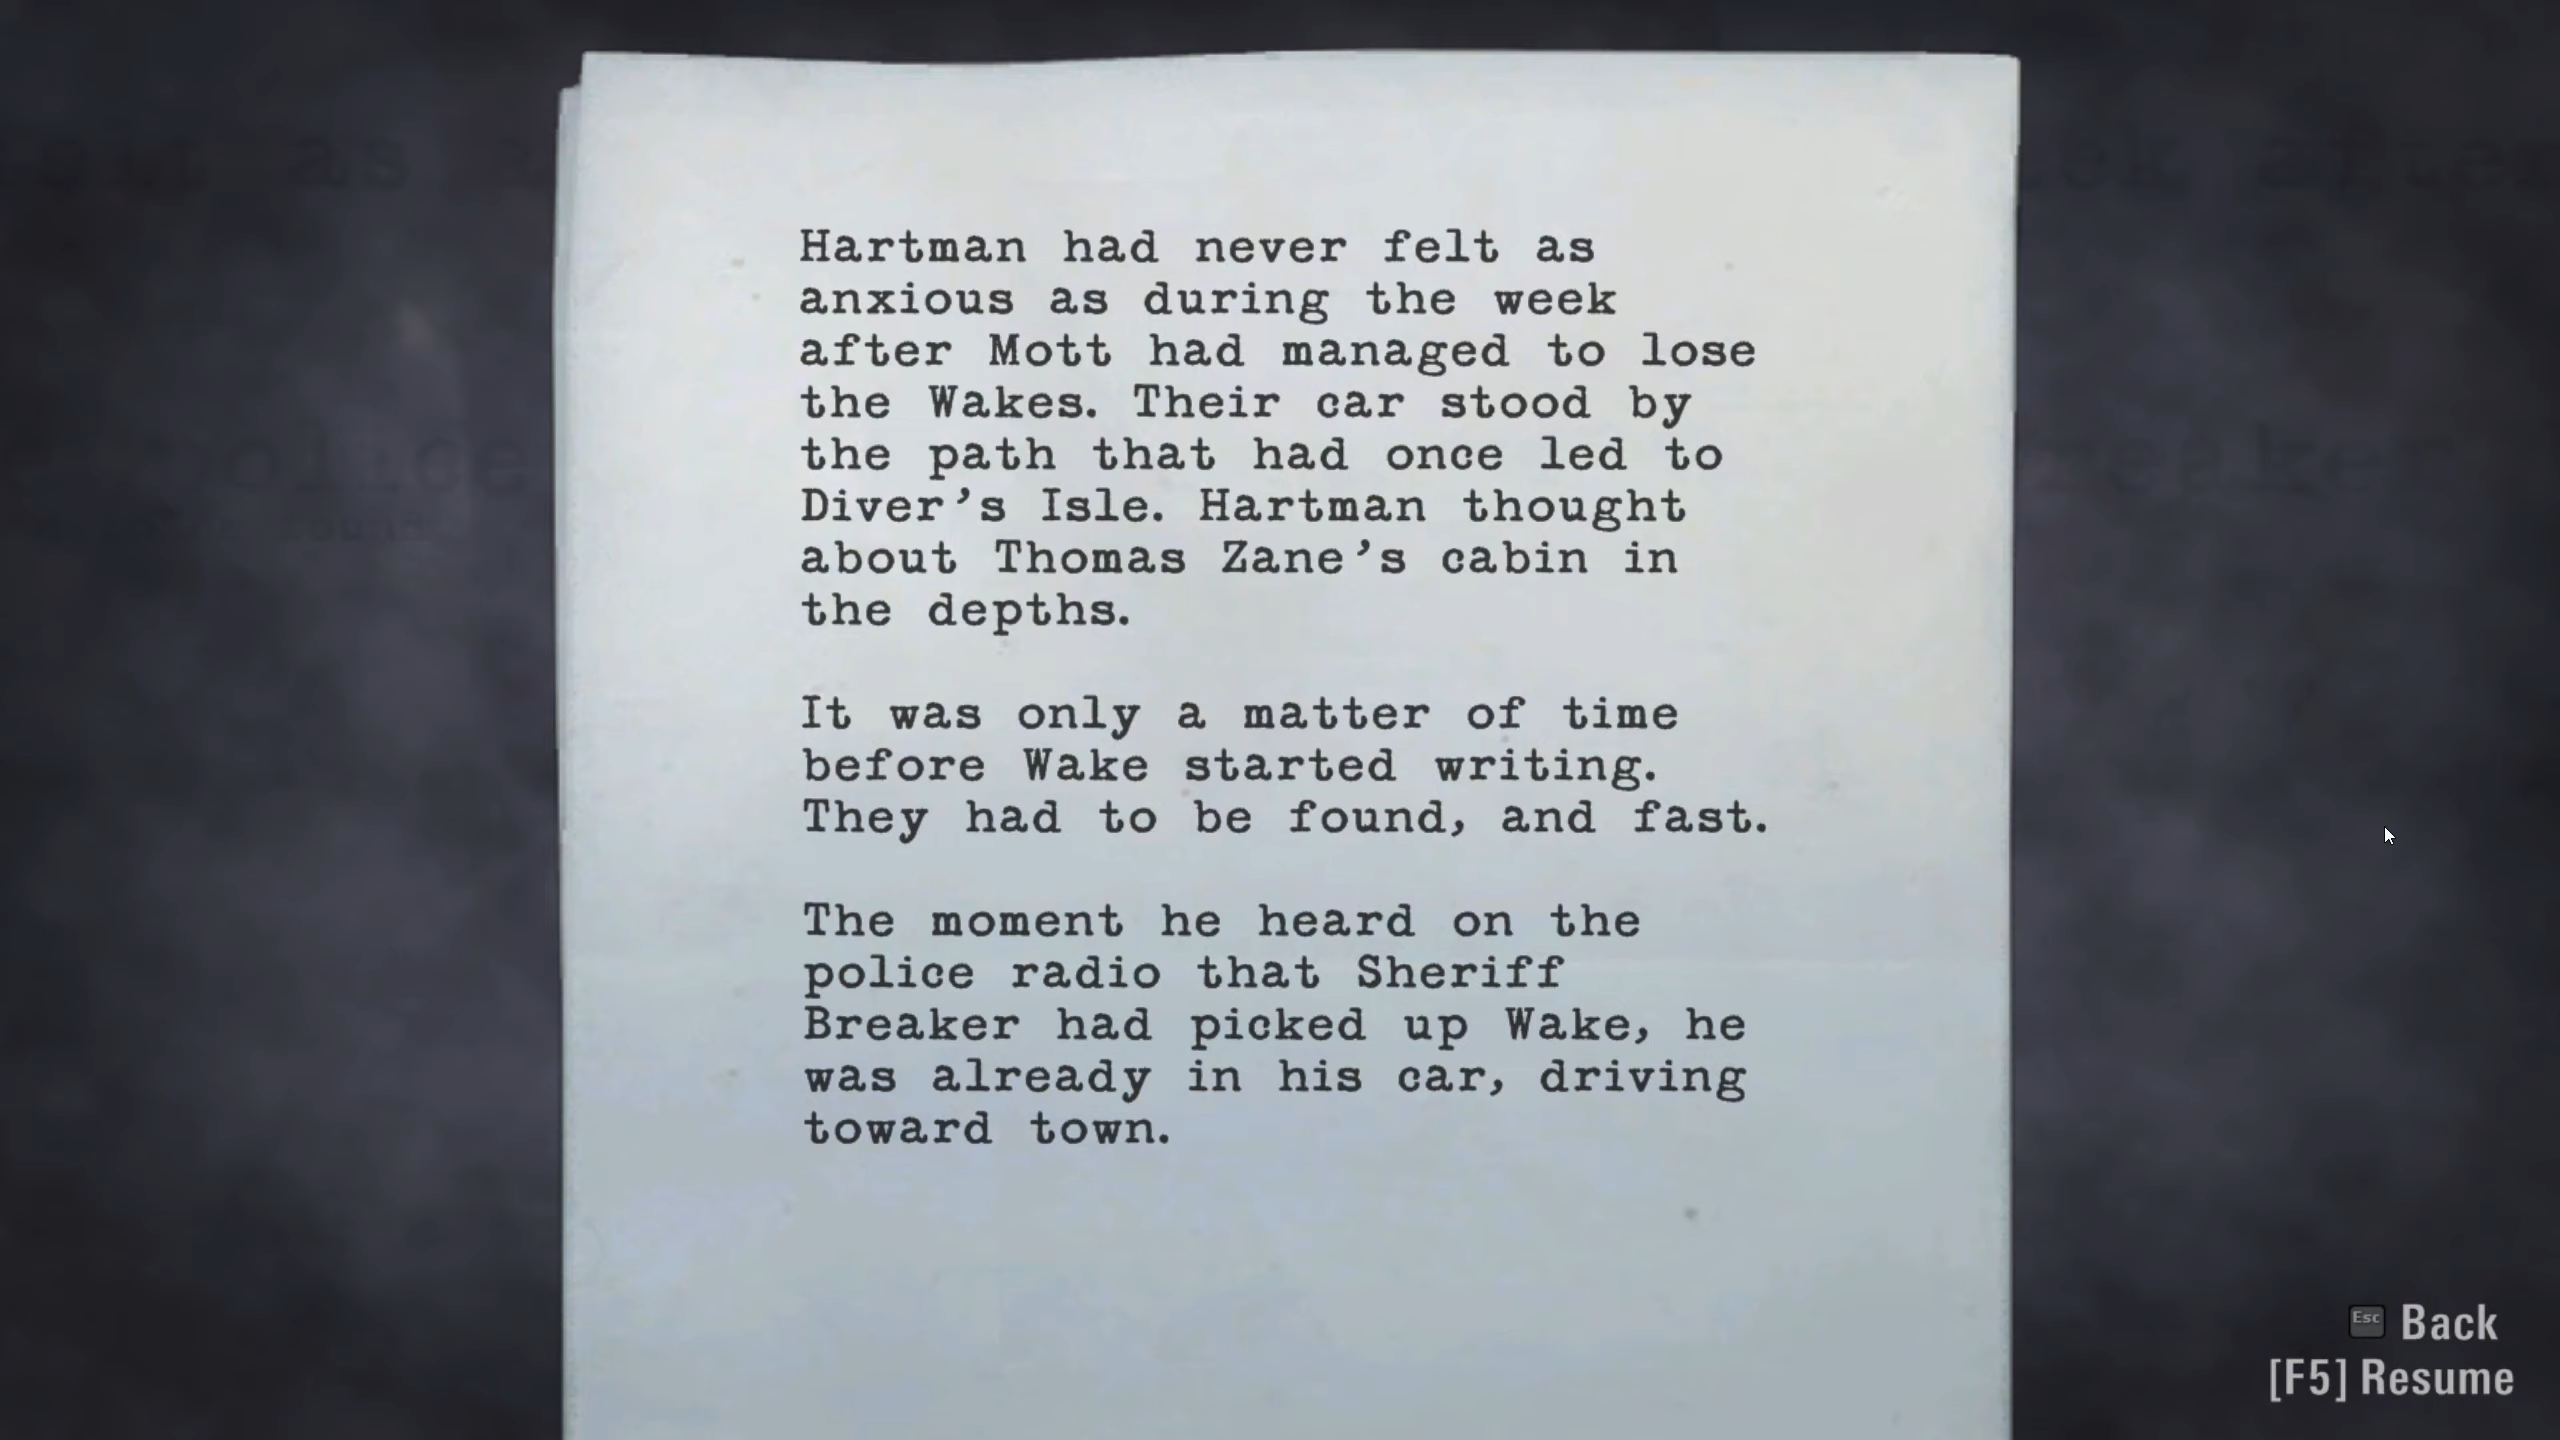 Hartman had never felt as
anxious as during the week
after Mott had managed to lose
the Wakes. Their car stood by
the path that had once led to
Diver's Isle. Hartman thought
about Thomas Zane's cabin in
the depths.
It was only a matter of time
before Wake started writing.
They had to be found, and fast.
The moment he heard on the
police radio that Sheriff
Breaker had picked up Wake, he
was already in his car, driving
toward town.
Esc Back
[F5] Resume